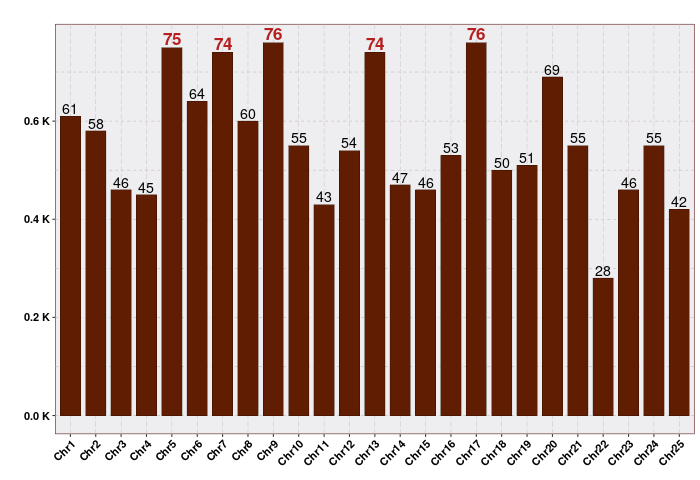 75 74 76 74 76
61 58 46 45 64 60 55 43 54 47 46 53 50 51 69 55 28 46 55 42
0.6 K
0.4 K
0.2 K
0.0 K
Chr1 Chr2 Chr3 Chr4 Chr5 Chr6 Chr7 Chr8 Chr9 Chr10 Chr11 Chr12 Chr13 Chr14 Chr15 Chr16 Chr17 Chr18 Chr19 Chr20 Chr21 Chr22 Chr23 Chr24 Chr25